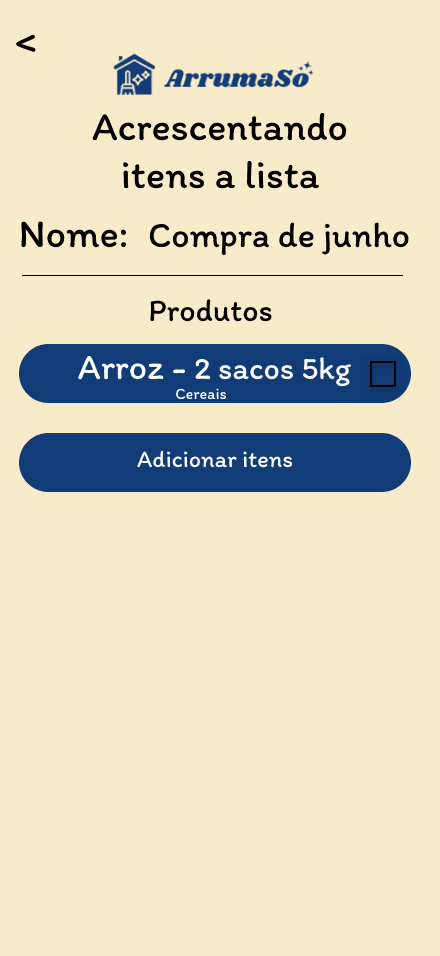 <
ArrumaSó
Acrescentando
itens a lista
Nome: Compra de junho
Produtos
Arroz - 2 sacos 5kg
Cereais
Adicionar itens